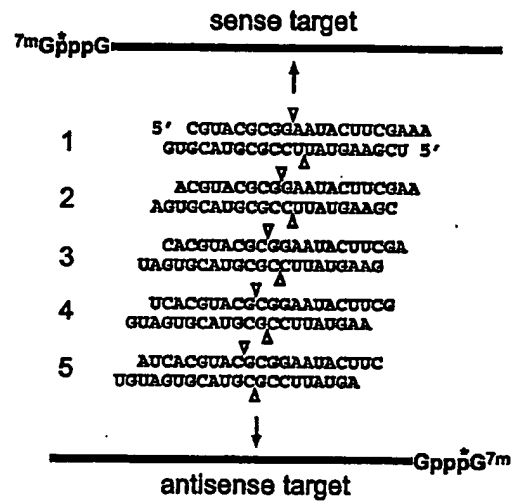 sense target
7mGpppG
*
1
5′ CGUACGCGGAAUACUUCGAAA
GUGCAUGCGCCUUAUGAAGCU 5′
2
ACGUACGCGGAAUACUUCGAA
AGUGCAUGCGCCUUAUGAAGC
3
CACGUACGCGGAAUACUUCGA
UAGUGCAUGCGCCUUAUGAAG
4
UCACGUACGCGGAAUACUUCG
GUAGUGCAUGCGCCUUAUGAA
5
AUCACGUACGCGGAAUACUUC
UGUAGUGCAUGCGCCUUAUGA
*
GpppG7m
antisense target